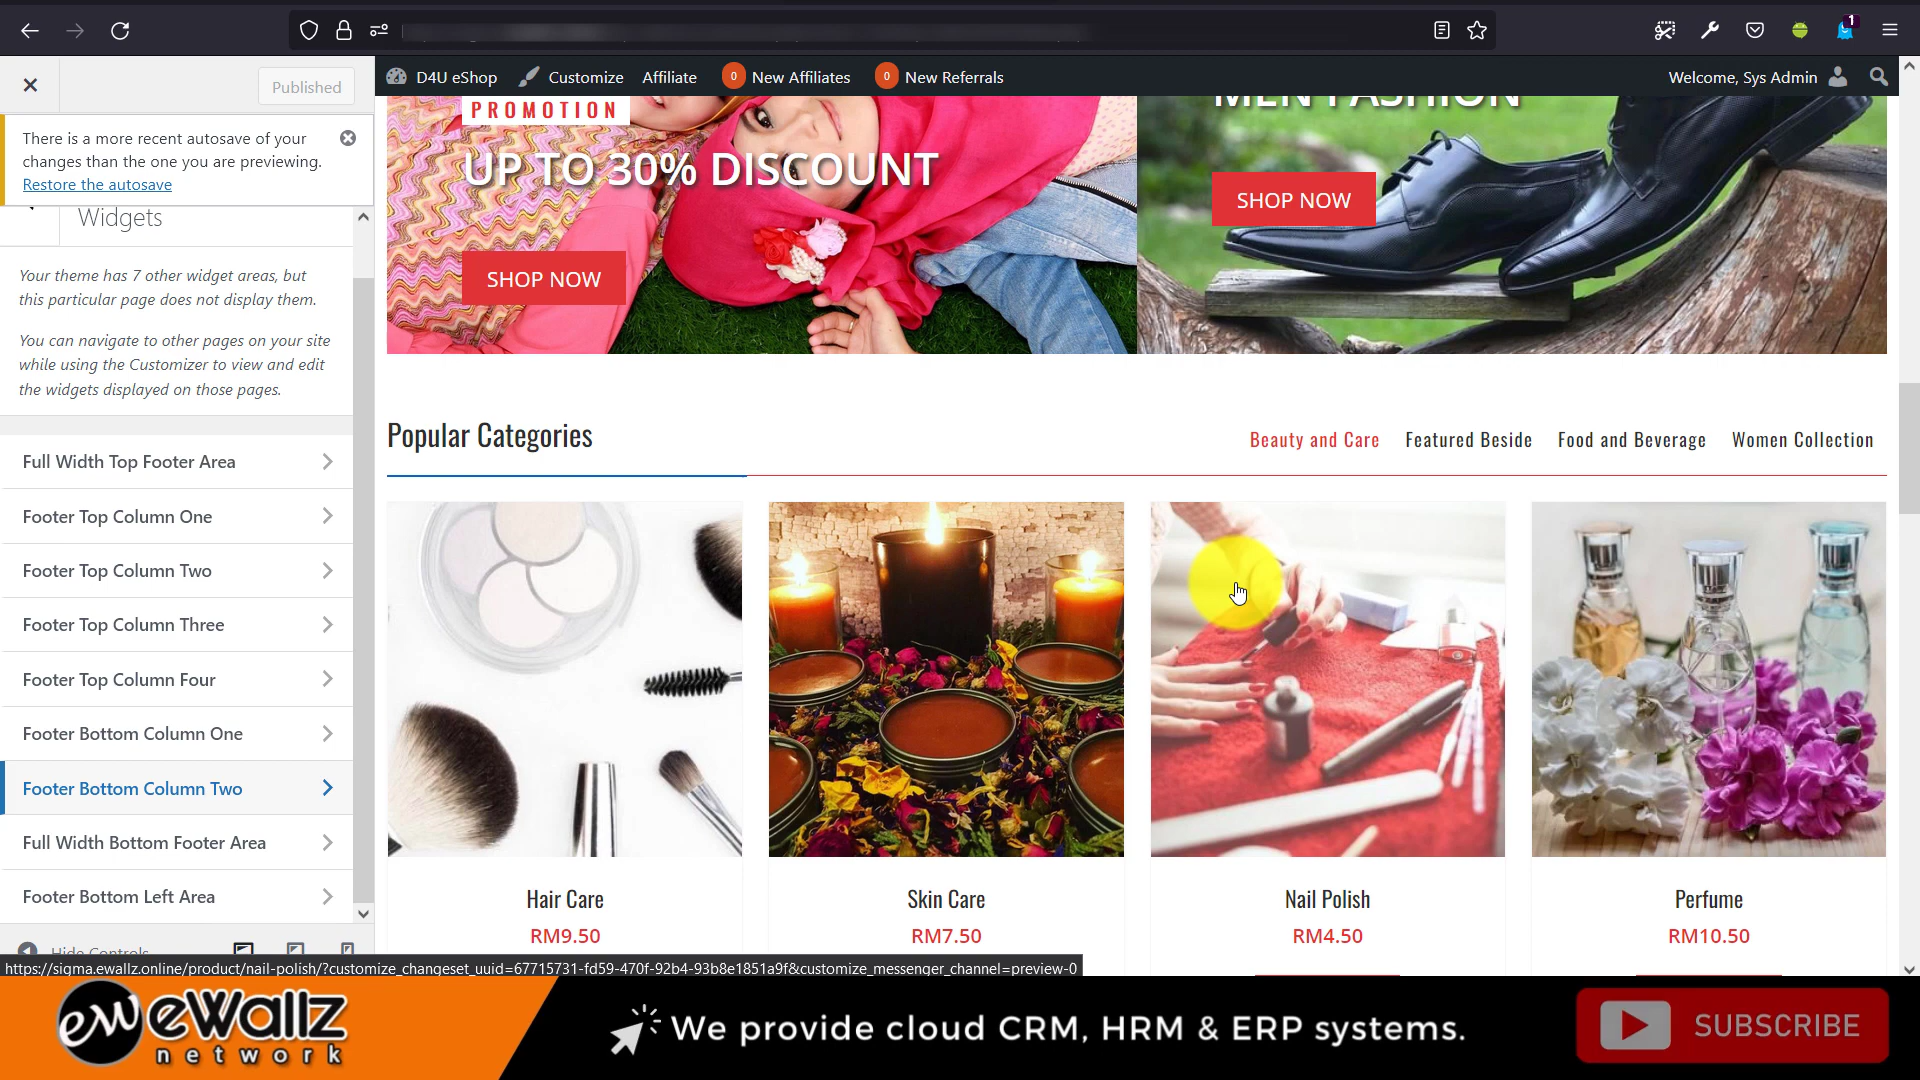 1
Published
D4U eShop
Customize
Affiliate
0
New Affiliates
0
New Referrals
Welcome, Sys Admin
There is a more recent autosave of your
changes than the one you are previewing.
Restore the autosave
Widgets
Your theme has 7 other widget areas, but
this particular page does not display them.
You can navigate to other pages on your site
while using the Customizer to view and edit
the widgets displayed on those pages.
Full Width Top Footer Area
Footer Top Column One
Footer Top Column Two
Footer Top Column Three
Footer Top Column Four
Footer Bottom Column One
Footer Bottom Column Two
Full Width Bottom Footer Area
Footer Bottom Left Area
Hide Controls
PROMOTION
UP TO 30% DISCOUNT
SHOP NOW
MEN FASHION
SHOP NOW
Popular Categories
Beauty and Care
Featured Beside
Food and Beverage
Women Collection
Hair Care
RM9.50
Skin Care
RM7.50
Nail Polish
RM4.50
Perfume
RM10.50
https://sigma.ewallz.online/product/nail-polish/?customize_changeset_uuid=67715731-fd59-470f-92b4-93b8e1851a9f&customize_messenger_channel=preview-0
ew eWallz
network
We provide cloud CRM, HRM & ERP systems.
SUBSCRIBE